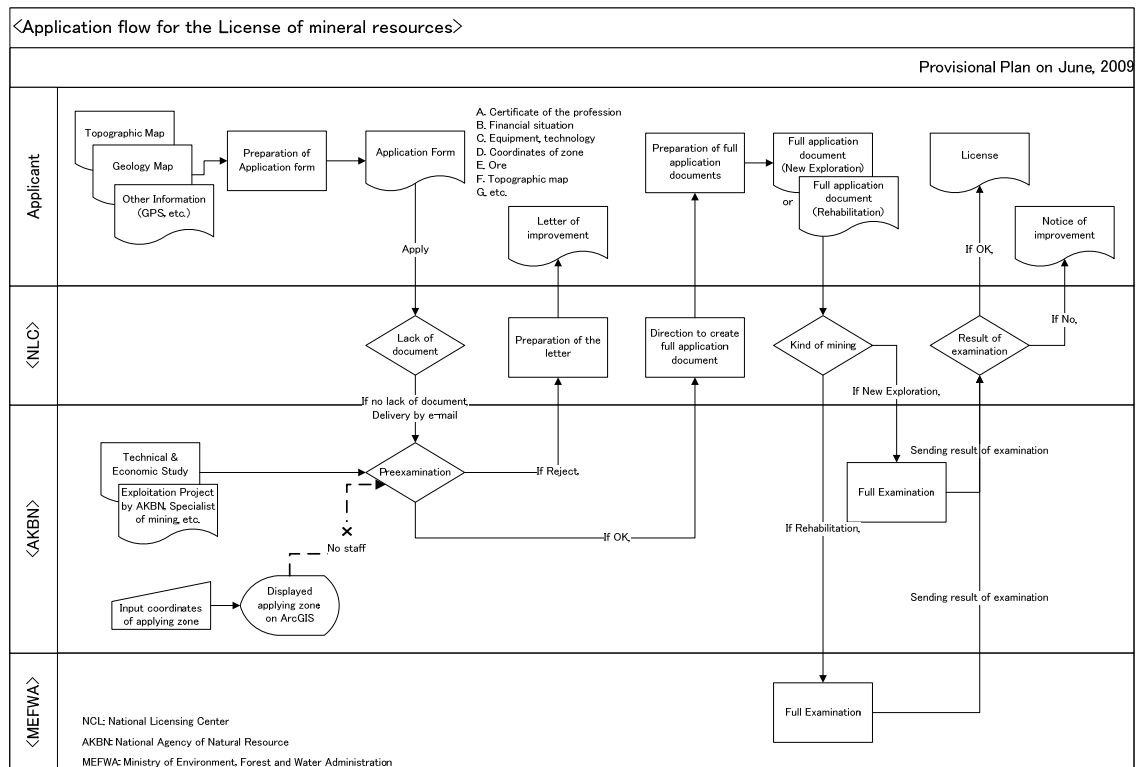 <Application flow for the License of mineral resources>
Provisional Plan on June, 2009
Applicant
Topographic Map
Geology Map
Other Information
(GPS, etc.)
Preparation of
Application form
Application Form
A. Certificate of the profession
B. Financial situation
C. Equipment, technology
D. Coordinates of zone
E. Ore
F. Topographic map
G. etc.
Apply
Letter of
improvement
Preparation of full
application
documents
Full application
document
(New Exploration)
or
Full application
document
(Rehabilitation)
License
If OK,
Notice of
improvement
<NLC>
Lack of
document
Preparation of the
letter
Direction to create
full application
document
Kind of mining
If New Exploration,
Result of
examination
If No,
If no lack of document,
Delivery by e-mail
<AKBN>
Technical &
Economic Study
Exploitation Project
by AKBN, Specialist
of mining, etc.
Preexamination
If Reject,
No staff
If OK,
Input coordinates
of applying zone
Displayed
applying zone
on ArcGIS
Sending result of examination
Full Examination
If Rehabilitation,
Sending result of examination
<MEFWA>
Full Examination
NCL: National Licensing Center
AKBN: National Agency of Natural Resource
MEFWA: Ministry of Environment, Forest and Water Administration